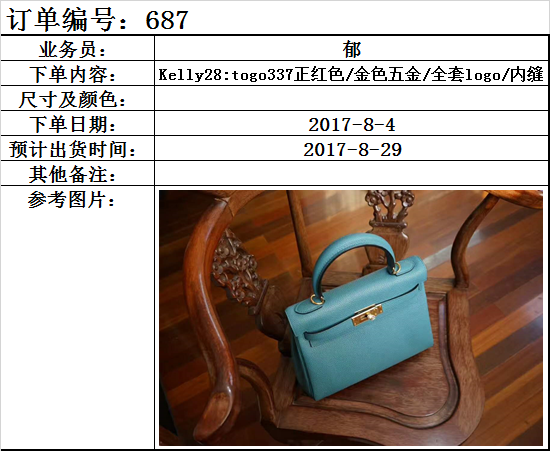 订单编号：687
业务员： 郁
下单内容： Kelly28:togo337正红色/金色五金/全套logo/内缝
尺寸及颜色：
下单日期： 2017-8-4
预计出货时间： 2017-8-29
其他备注：
参考图片：